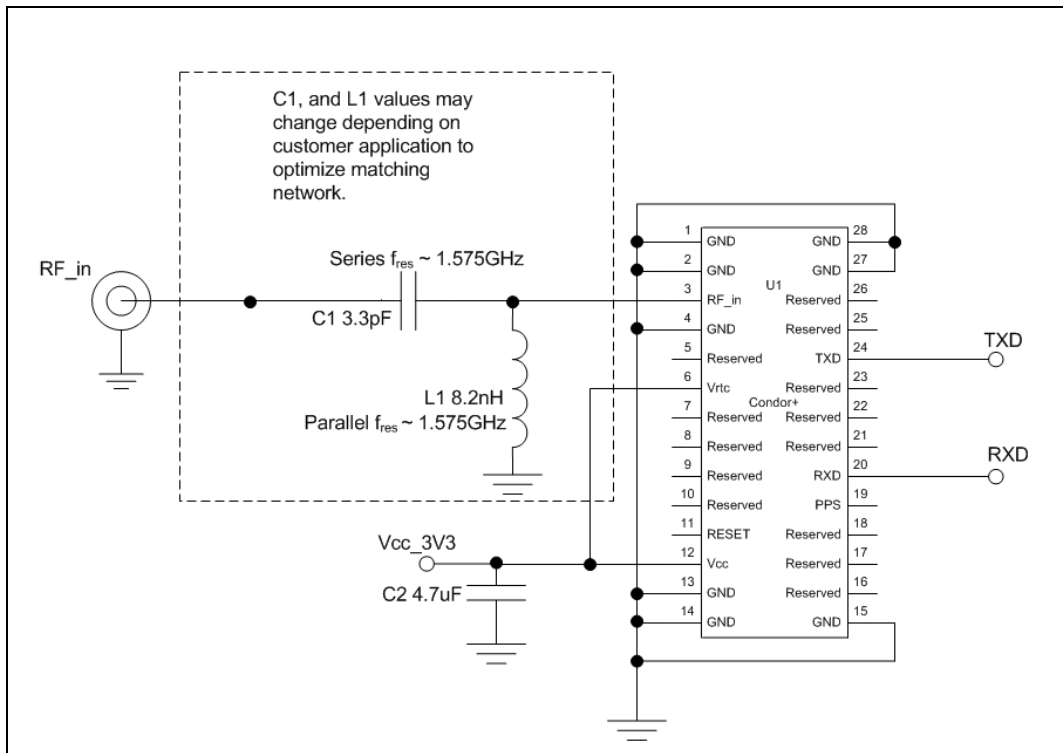 C1, and L1 values may
change depending on
customer application to
optimize matching
network.
RF_in
Series fres ~ 1.575GHz
C1 3.3pF
L1 8.2nH
Parallel fres ~ 1.575GHz
Vcc_3V3
C2 4.7uF
U1
Condor+
1 GND
2 GND
3 RF_in
4 GND
5 Reserved
6 Vrtc
7 Reserved
8 Reserved
9 Reserved
10 Reserved
11 RESET
12 Vcc
13 GND
14 GND
28 GND
27 GND
26 Reserved
25 Reserved
24 TXD
23 Reserved
22 Reserved
21 Reserved
20 RXD
19 PPS
18 Reserved
17 Reserved
16 Reserved
15 GND
TXD
RXD